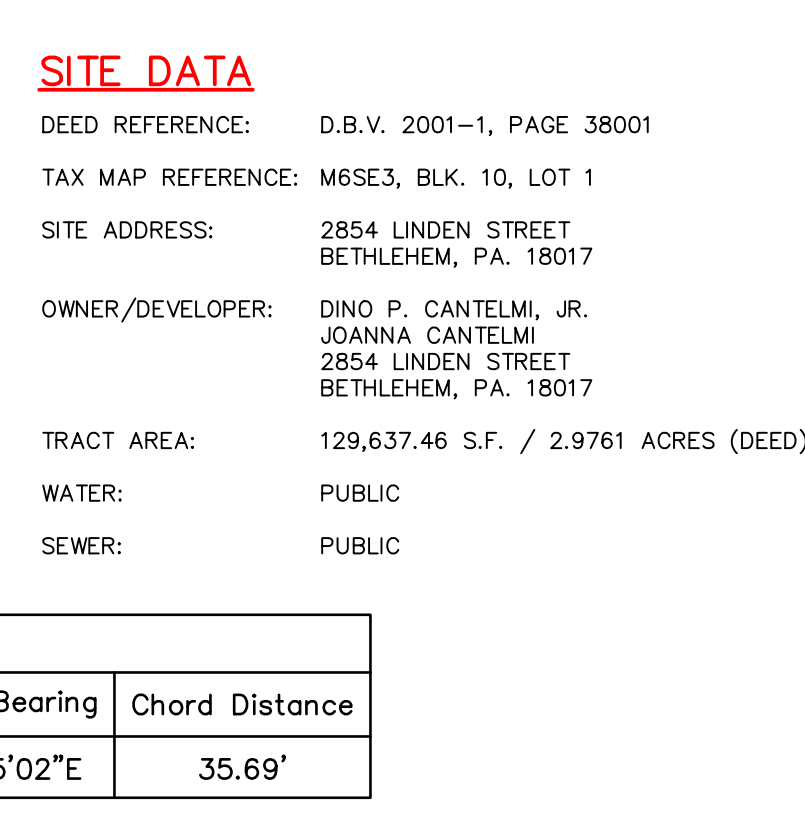 SITE DATA
DEED REFERENCE: D.B.V. 2001-1, PAGE 38001
TAX MAP REFERENCE: M6SE3, BLK. 10, LOT 1
SITE ADDRESS: 2854 LINDEN STREET
BETHLEHEM, PA. 18017
OWNER/DEVELOPER: DINO P. CANTELMI, JR.
JOANNA CANTELMI
2854 LINDEN STREET
BETHLEHEM, PA. 18017
TRACT AREA: 129,637.46 S.F. / 2.9761 ACRES (DEED)
WATER: PUBLIC
SEWER: PUBLIC
Bearing Chord Distance
5'02"E 35.69'